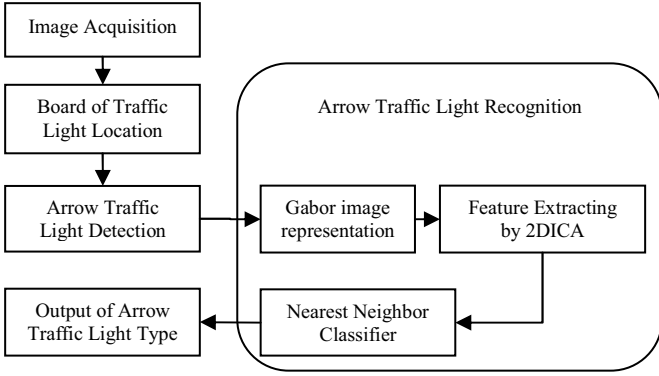 Image Acquisition
Board of Traffic
Light Location
Arrow Traffic Light Recognition
Arrow Traffic
Light Detection
Gabor image
representation
Feature Extracting
by 2DICA
Nearest Neighbor
Classifier
Output of Arrow
Traffic Light Type